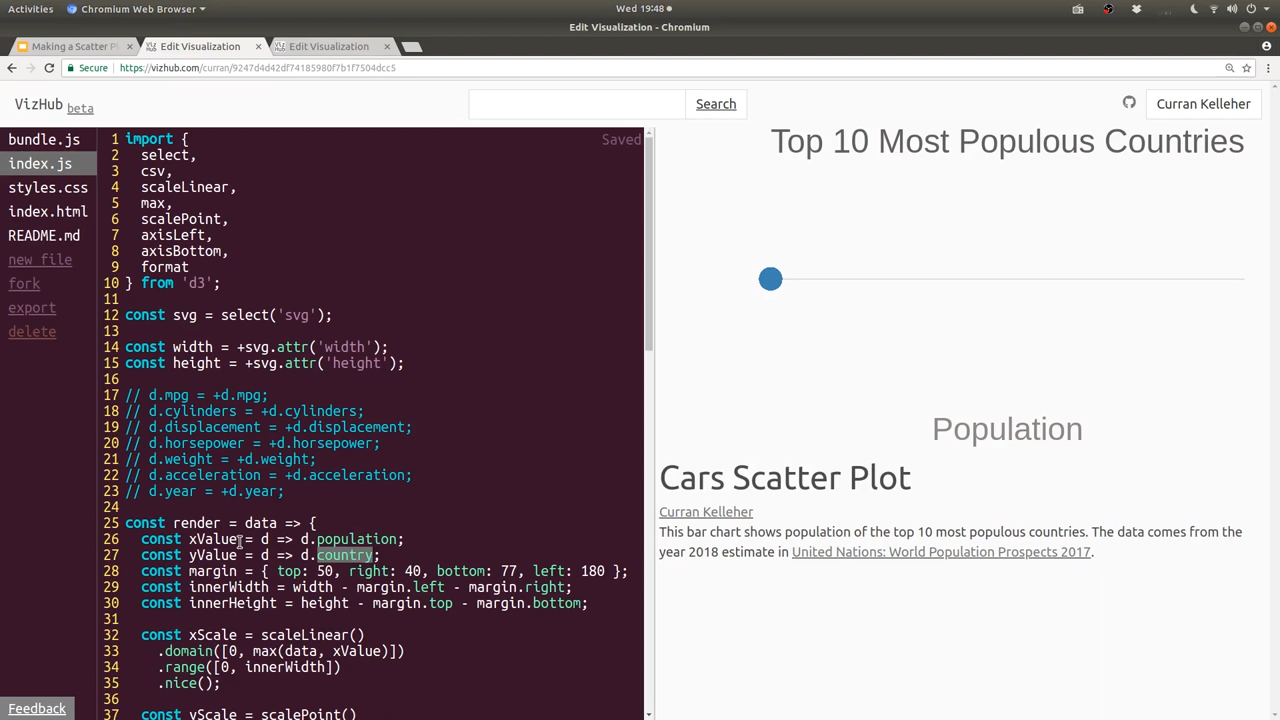 Activities
Chromium Web Browser
Wed 19:48
Edit Visualization - Chromium
Making a Scatter Pl
Edit Visualization
Edit Visualization
Secure
https://vizhub.com/curran/9247d4d42df74185980f7b1f7504dcc5
VizHub beta
Search
Curran Kelleher
bundle.js
index.js
styles.css
index.html
README.md
new file
fork
export
delete
Feedback
Saved
1 import {
2 select,
3 csv,
4 scaleLinear,
5 max,
6 scalePoint,
7 axisLeft,
8 axisBottom,
9 format
10 } from 'd3';
11
12 const svg = select('svg');
13
14 const width = +svg.attr('width');
15 const height = +svg.attr('height');
16
17 // d.mpg = +d.mpg;
18 // d.cylinders = +d.cylinders;
19 // d.displacement = +d.displacement;
20 // d.horsepower = +d.horsepower;
21 // d.weight = +d.weight;
22 // d.acceleration = +d.acceleration;
23 // d.year = +d.year;
24
25 const render = data => {
26 const xValue = d => d.population;
27 const yValue = d => d.country;
28 const margin = { top: 50, right: 40, bottom: 77, left: 180 };
29 const innerWidth = width - margin.left - margin.right;
30 const innerHeight = height - margin.top - margin.bottom;
31
32 const xScale = scaleLinear()
33 .domain([0, max(data, xValue)])
34 .range([0, innerWidth])
35 .nice();
36
37 const yScale = scalePoint()
Top 10 Most Populous Countries
Population
Cars Scatter Plot
Curran Kelleher
This bar chart shows population of the top 10 most populous countries. The data comes from the
year 2018 estimate in United Nations: World Population Prospects 2017.